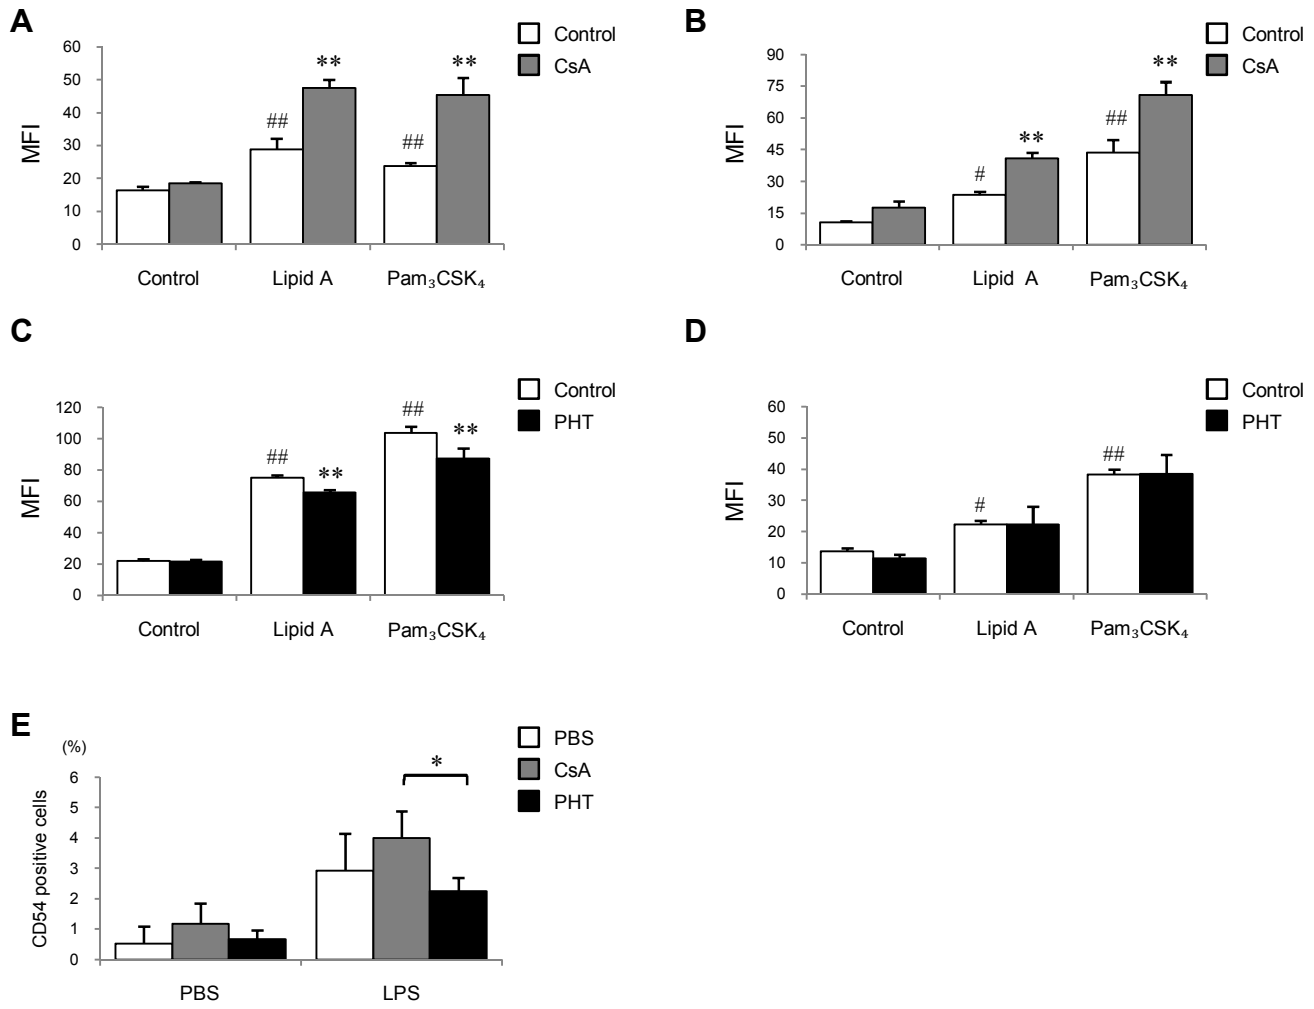 A
60
50
40
30
20
10
0
MFI
##
**
##
**
Control
CsA
Control
Lipid A
Pam₃CSK₄
B
90
75
60
45
30
15
0
MFI
#
**
##
**
Control
CsA
Control
Lipid A
Pam₃CSK₄
C
120
100
80
60
40
20
0
MFI
##
**
##
**
Control
PHT
Control
Lipid A
Pam₃CSK₄
D
60
50
40
30
20
10
0
MFI
#
##
Control
PHT
Control
Lipid A
Pam₃CSK₄
E
(%)
6
5
4
3
2
1
0
CD54 positive cells
*
PBS
CsA
PHT
PBS
LPS